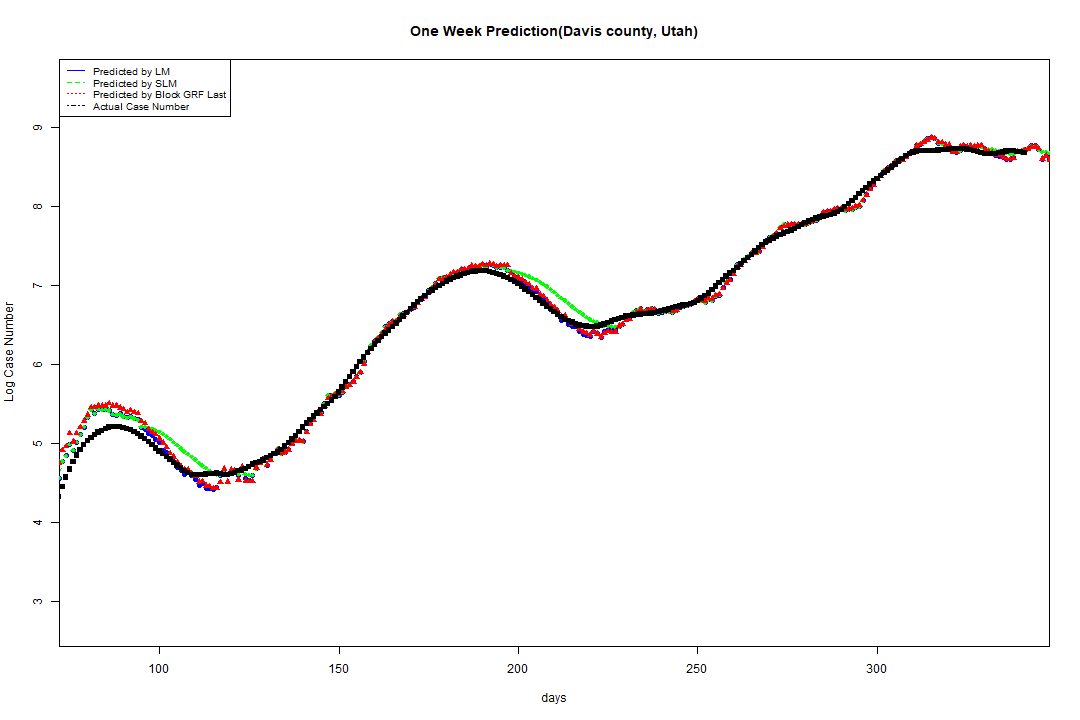 One Week Prediction(Davis county, Utah)
Predicted by LM
Predicted by SLM
Predicted by Block GRF Last
Actual Case Number
9
8
7
6
5
4
3
Log Case Number
100 150 200 250 300
days